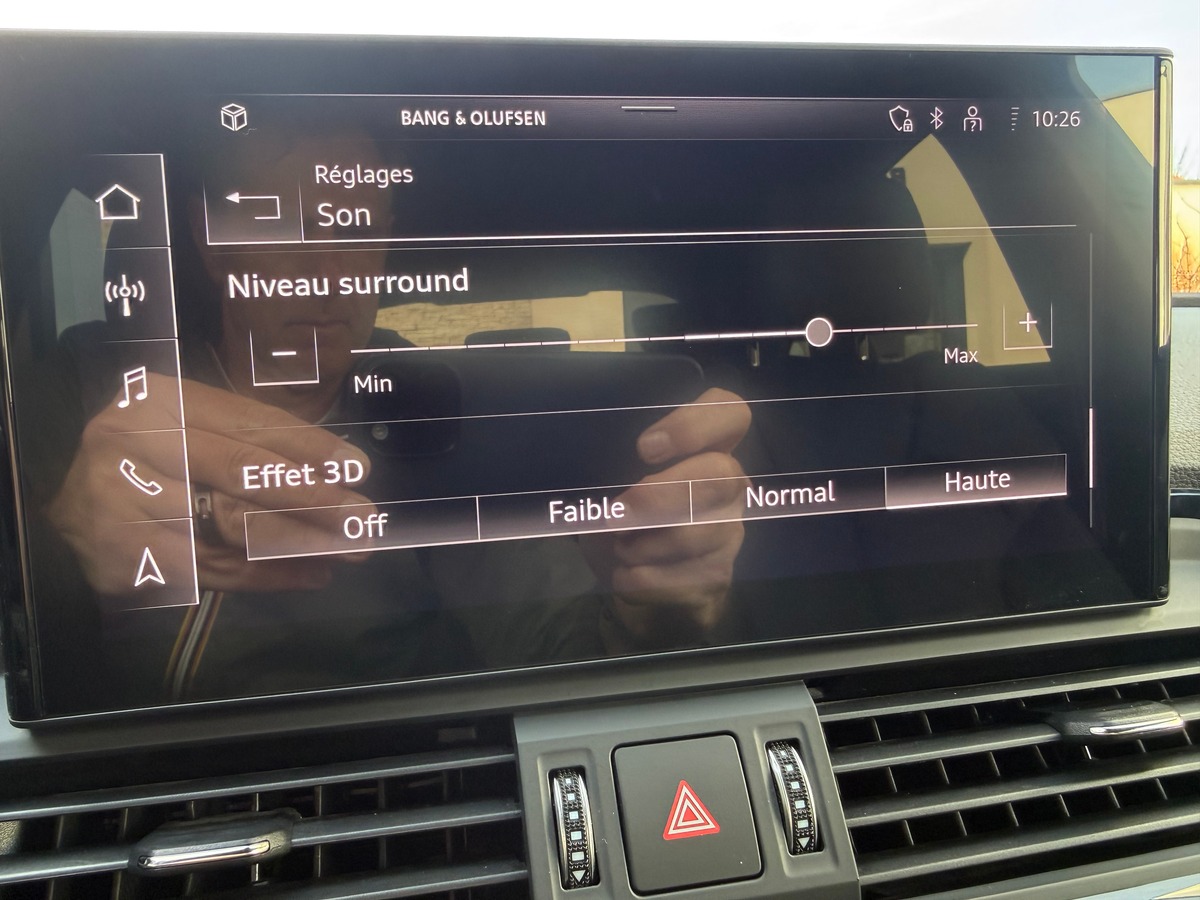 BANG & OLUFSEN
10:26
Réglages
Son
Niveau surround
− +
Min Max
Effet 3D
Off Faible Normal Haute